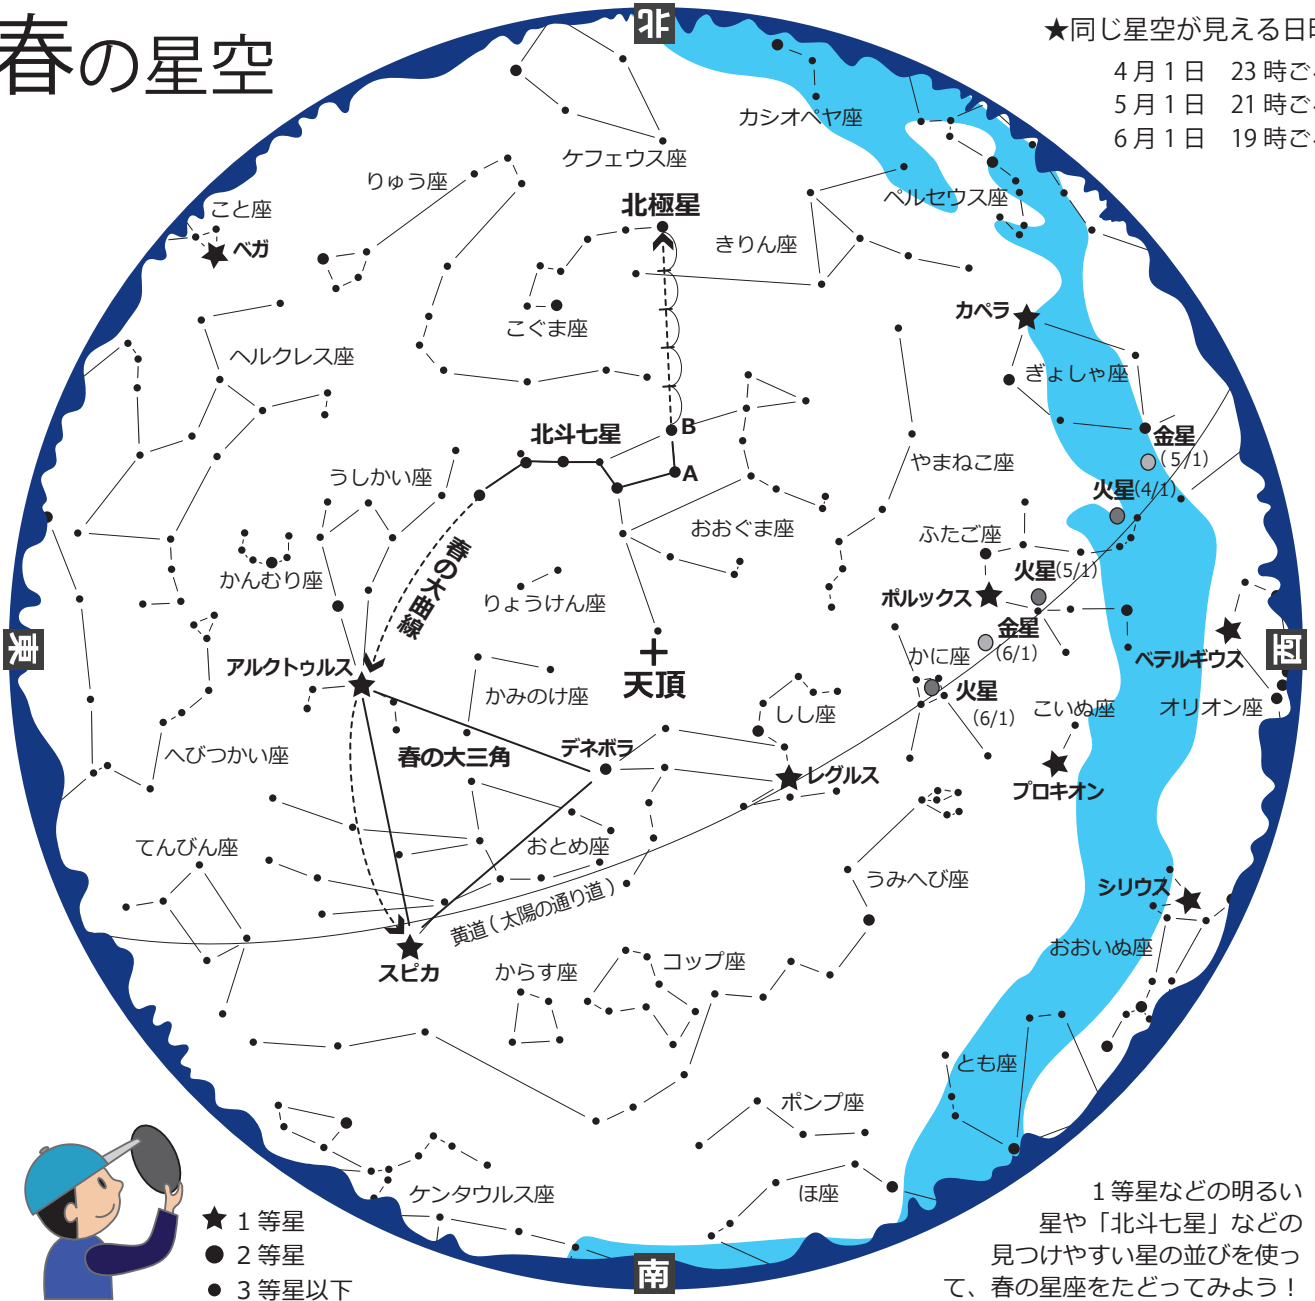 春の星空
★同じ星空が見える日
4月1日 23時ご
5月1日 21時ご
6月1日 19時ご
北
カシオペヤ座
ケフェウス座
りゅう座
ペルセウス座
こと座
北極星
ベガ
きりん座
カペラ
こぐま座
ヘルクレス座
ぎょしゃ座
北斗七星
B
金星
(5/1)
A
うしかい座
やまねこ座
火星(4/1)
おおぐま座
ふたご座
春の大曲線
かんむり座
りょうけん座
火星(5/1)
ポルックス
金星
(6/1)
東
西
天頂
かに座
ベテルギウス
アルクトゥルス
かみのけ座
火星
(6/1)
しし座
こいぬ座
オリオン座
へびつかい座
春の大三角
デネボラ
レグルス
プロキオン
てんびん座
おとめ座
うみへび座
シリウス
黄道(太陽の通り道)
おおいぬ座
スピカ
からす座
コップ座
とも座
ポンプ座
ケンタウルス座
ほ座
南
★ 1等星
● 2等星
● 3等星以下
1等星などの明るい
星や「北斗七星」などの
見つけやすい星の並びを使っ
て、春の星座をたどってみよう！